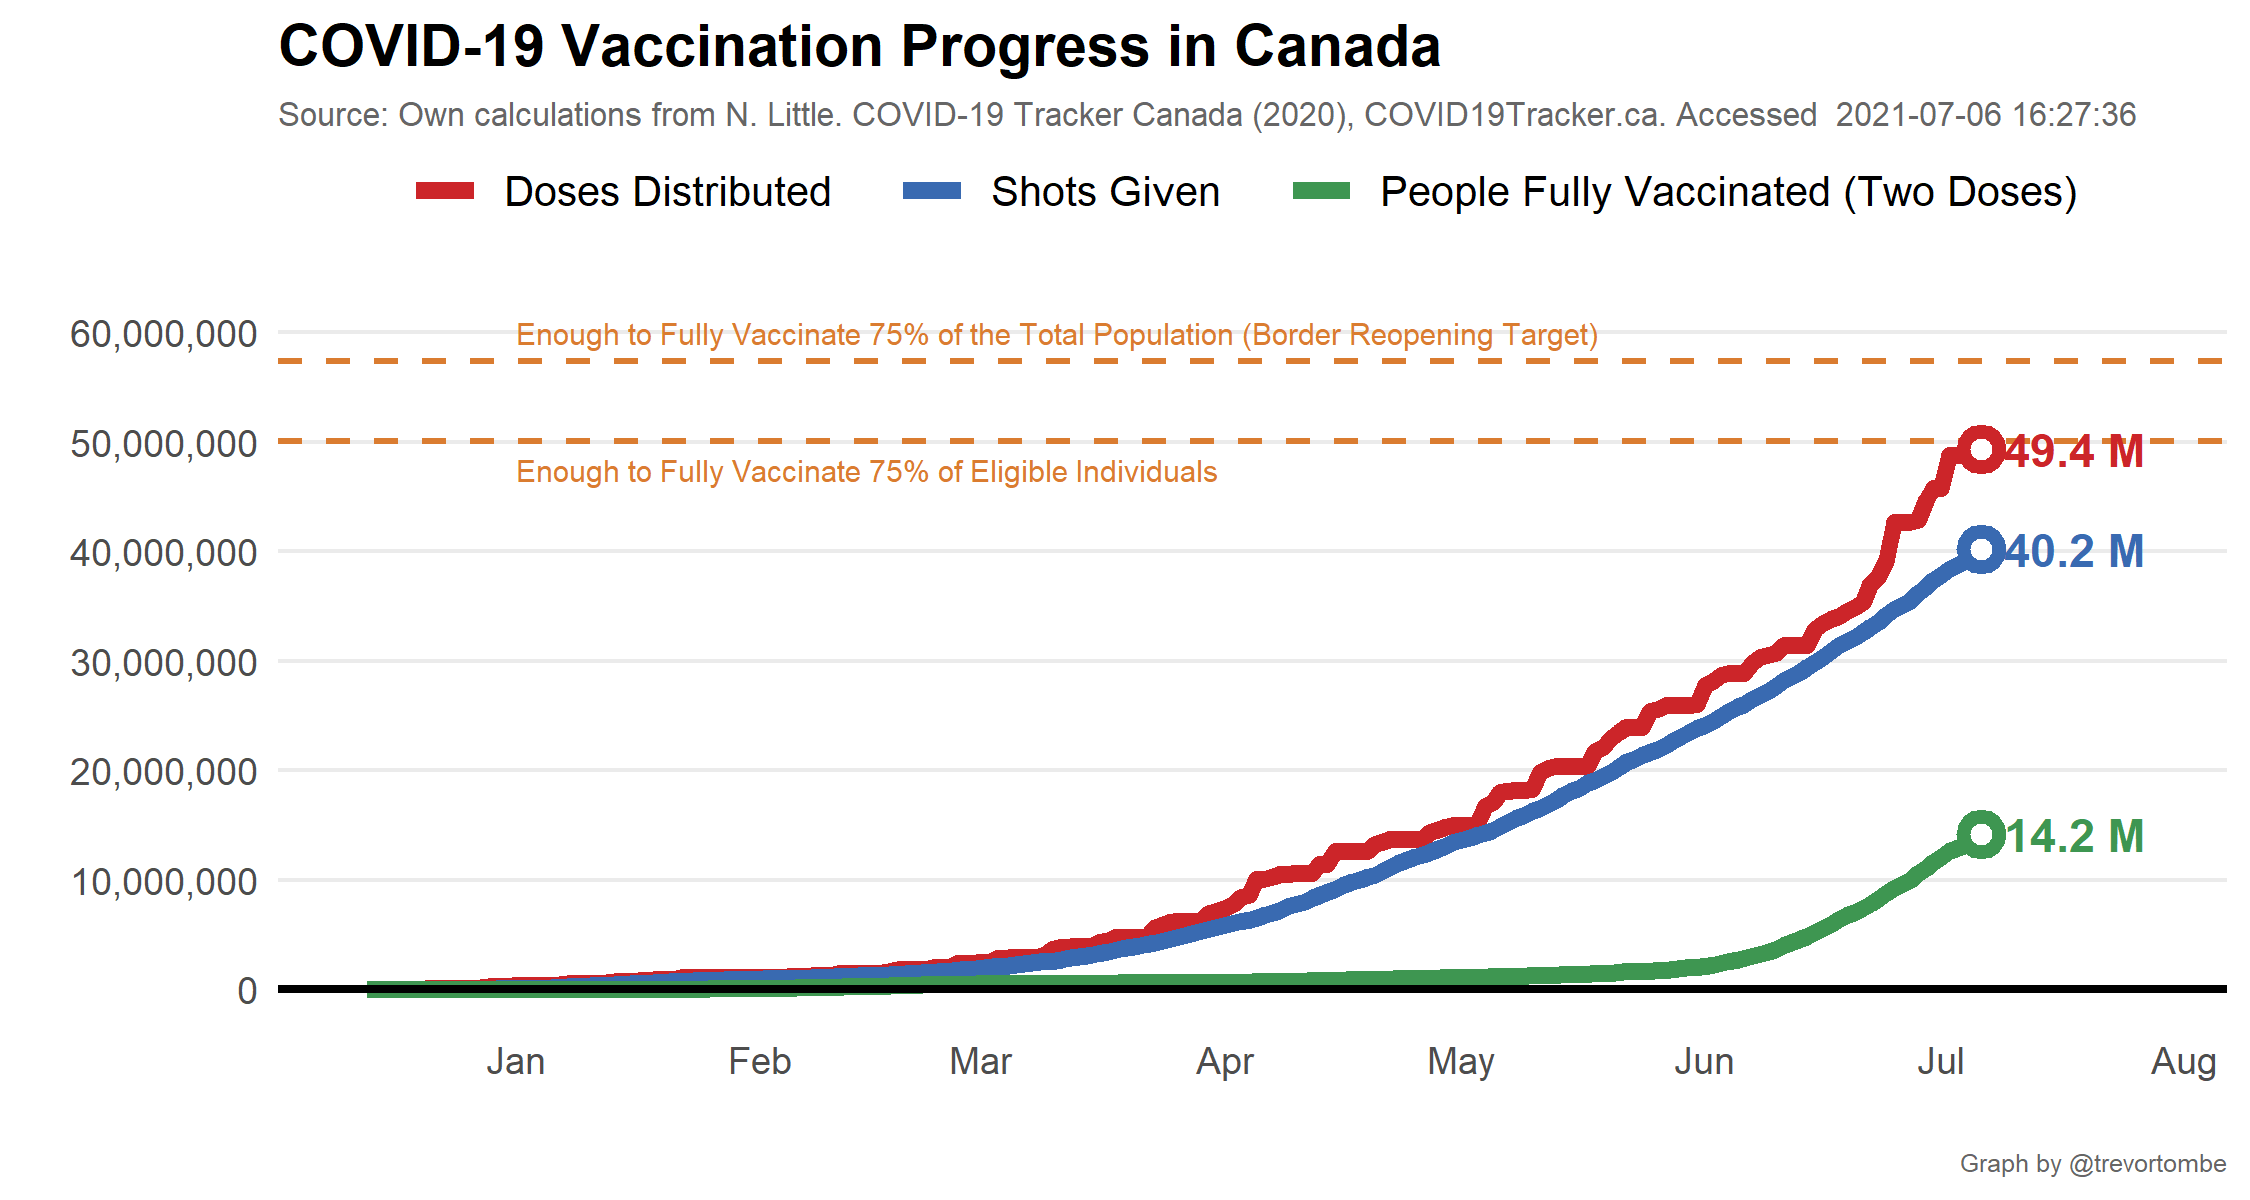 COVID-19 Vaccination Progress in Canada
Source: Own calculations from N. Little. COVID-19 Tracker Canada (2020), COVID19Tracker.ca. Accessed  2021-07-06 16:27:36
Doses Distributed Shots Given People Fully Vaccinated (Two Doses)
60,000,000
Enough to Fully Vaccinate 75% of the Total Population (Border Reopening Target)
50,000,000
49.4 M
Enough to Fully Vaccinate 75% of Eligible Individuals
40,000,000
40.2 M
30,000,000
20,000,000
14.2 M
10,000,000
0
Jan Feb Mar Apr May Jun Jul Aug
Graph by @trevortombe